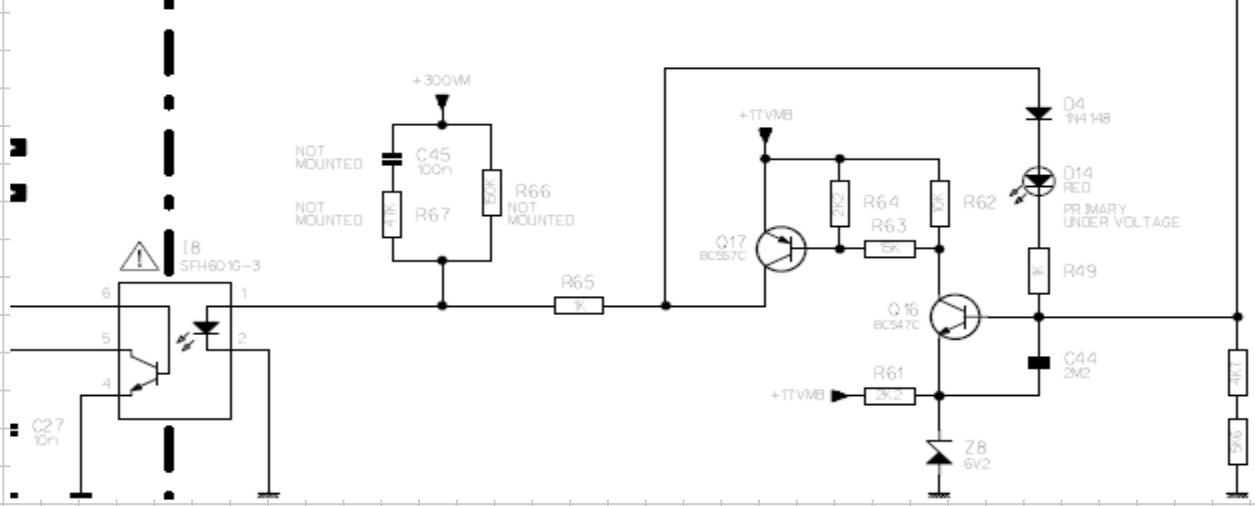 +300VM
D4
1N4148
+17VMB
NOT
MOUNTED
C45
100n
D14
RED
150K
R66
NOT
MOUNTED
NOT
MOUNTED
47K
R67
2K2
R64
10K
R62
PRIMARY
UNDER VOLTAGE
R63
15K
Q17
BC557C
I8
SFH601G-3
R65
1K
1K
R49
6
1
Q16
BC547C
5
2
C44
2M2
4
R61
+17VMB
2K2
4K7
C27
10n
Z8
6V2
5K6